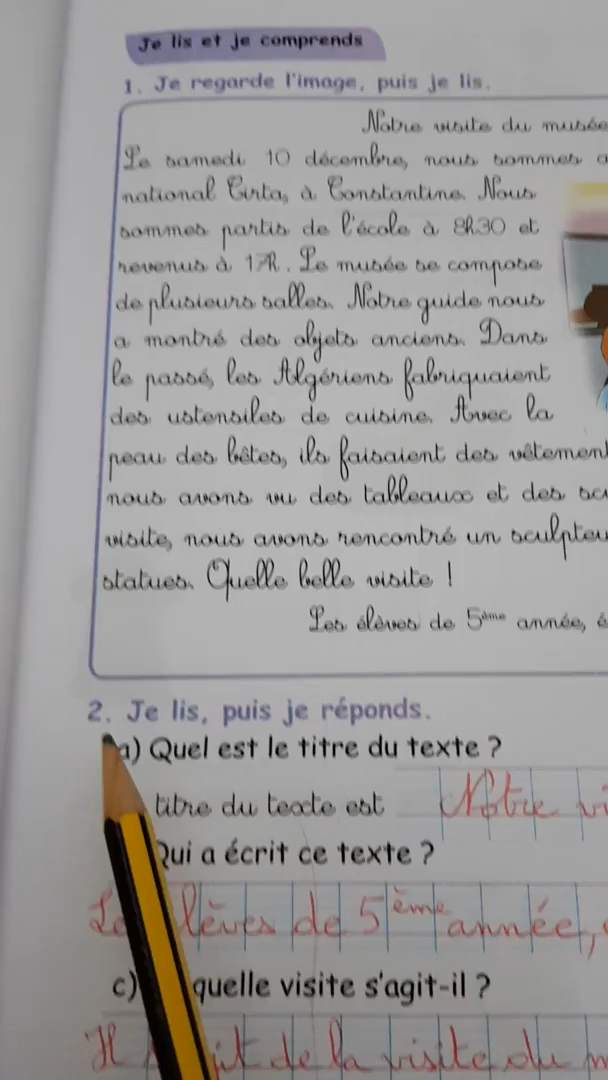 Je lis et je comprends
1. Je regarde l'image, puis je lis.
Notre visite du musée
Le samedi 10 décembre, nous sommes
national Cirta, à Constantine. Nous
sommes partis de l'école à 8h30 et
revenus à 17h. Le musée se compose
de plusieurs salles. Notre guide nous
a montré des objets anciens. Dans
le passé, les Algériens fabriquaient
des ustensiles de cuisine. Avec la
peau des bêtes, ils faisaient des vêtement
nous avons vu des tableaux et des
visite, nous avons rencontré un sculpteu
statues. Quelle belle visite !
Les élèves de 5ème année,
2. Je lis, puis je réponds.
a) Quel est le titre du texte ?
titre du texte est Notre vi
Qui a écrit ce texte ?
lèves de 5ème année,
c) quelle visite s'agit-il ?
Il git de la visite du m